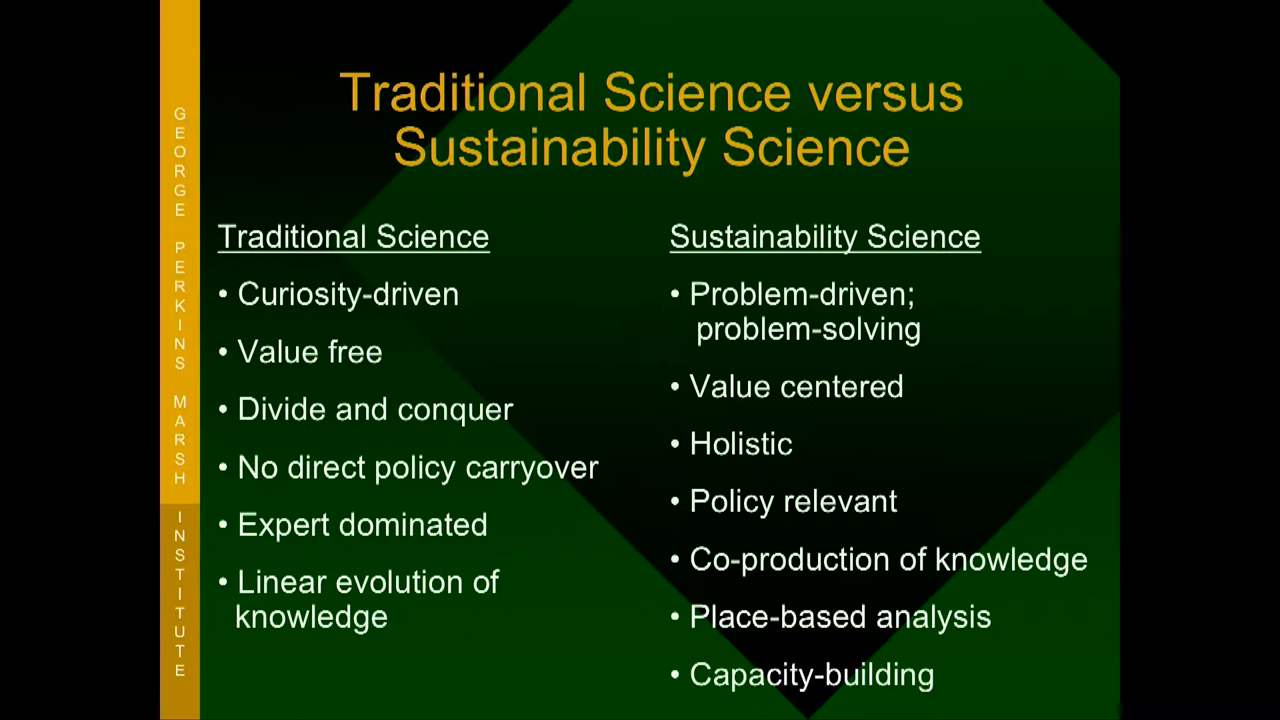 Traditional Science versus
Sustainability Science
GEORGE PERKINS MARSH INSTITUTE
Traditional Science
• Curiosity-driven
• Value free
• Divide and conquer
• No direct policy carryover
• Expert dominated
• Linear evolution of
knowledge
Sustainability Science
• Problem-driven;
problem-solving
• Value centered
• Holistic
• Policy relevant
• Co-production of knowledge
• Place-based analysis
• Capacity-building